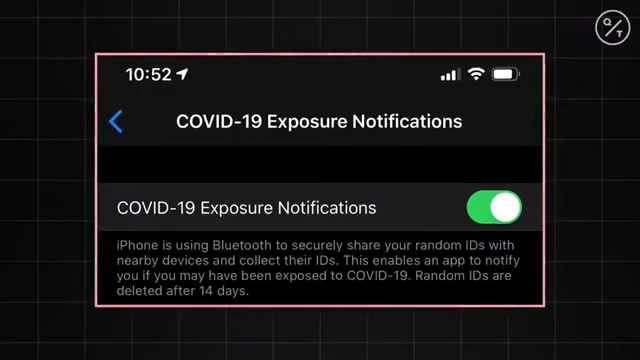 Q/T
10:52
COVID-19 Exposure Notifications
COVID-19 Exposure Notifications
iPhone is using Bluetooth to securely share your random IDs with
nearby devices and collect their IDs. This enables an app to notify
you if you may have been exposed to COVID-19. Random IDs are
deleted after 14 days.